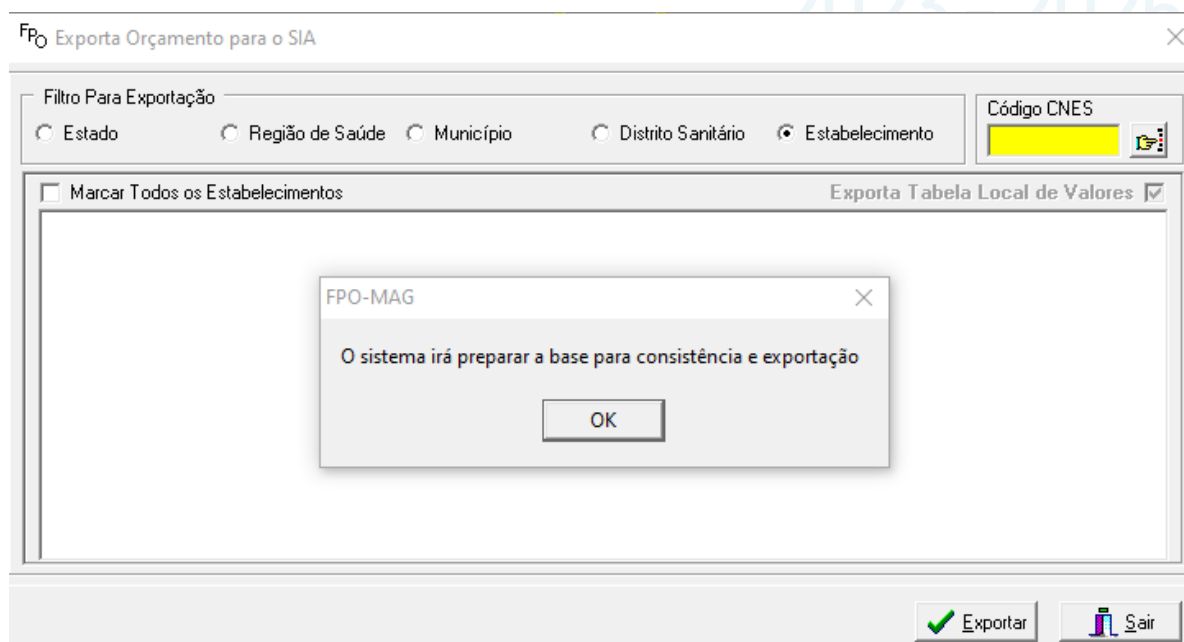 FPO Exporta Orçamento para o SIA
Filtro Para Exportação
Estado Região de Saúde Município Distrito Sanitário Estabelecimento
Código CNES
Marcar Todos os Estabelecimentos
Exporta Tabela Local de Valores
FPO-MAG
O sistema irá preparar a base para consistência e exportação
OK
Exportar
Sair